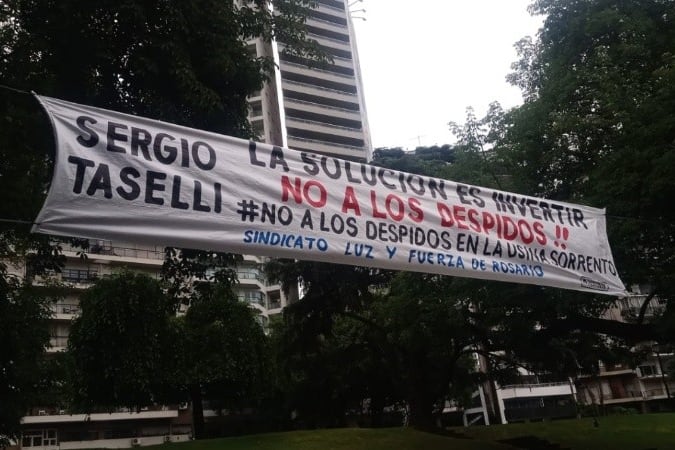 SERGIO
TASELLI
LA SOLUCIÓN ES INVERTIR
NO A LOS DESPIDOS !!
#NO A LOS DESPIDOS EN LA USINA SORRENTO
SINDICATO LUZ Y FUERZA DE ROSARIO